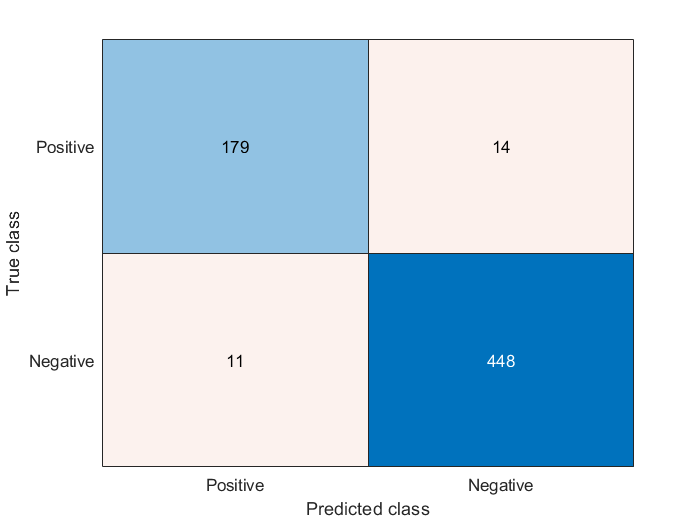 True class
Positive
179
14
Negative
11
448
Positive
Negative
Predicted class